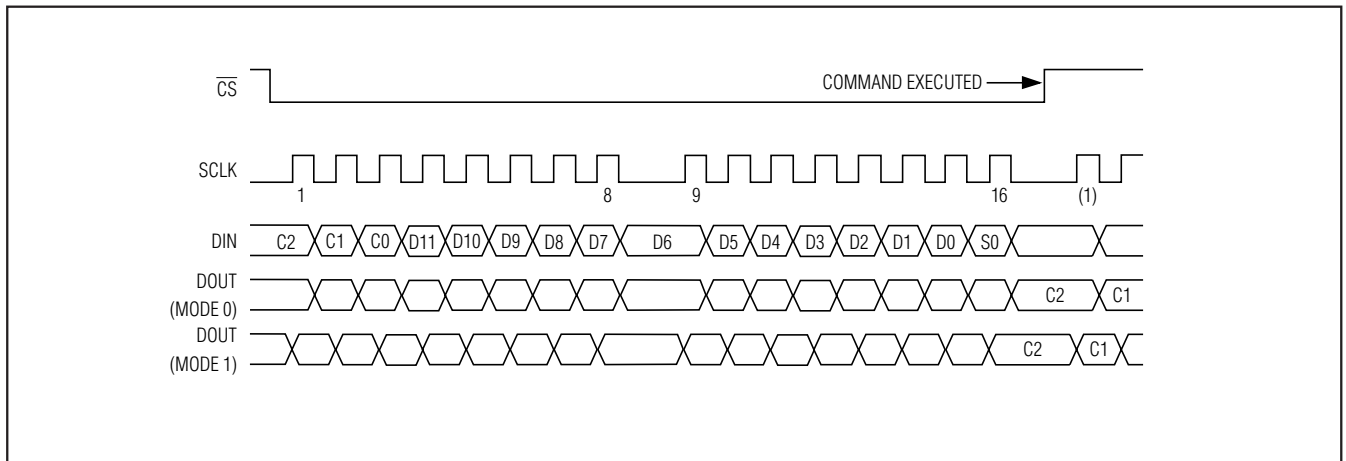 CS
COMMAND EXECUTED
SCLK
1 8 9 16 (1)
DIN C2 C1 C0 D11 D10 D9 D8 D7 D6 D5 D4 D3 D2 D1 D0 S0
DOUT
(MODE 0) C2 C1
DOUT
(MODE 1) C2 C1